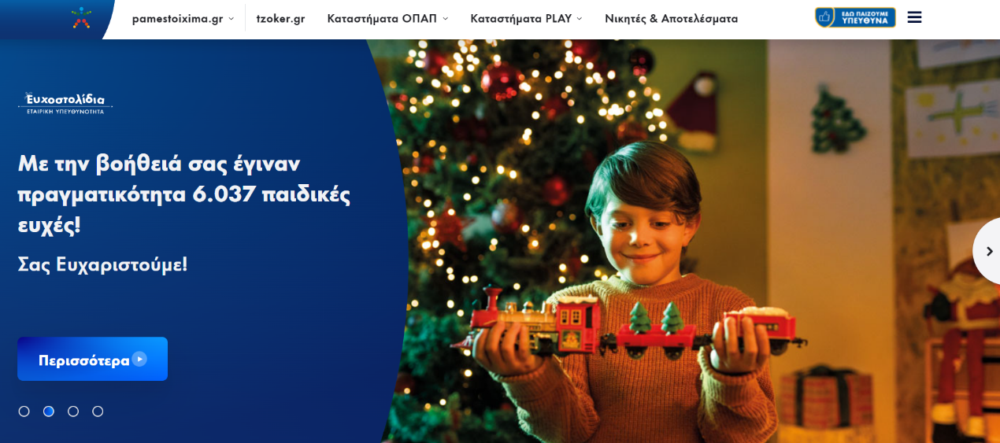 pamestoixima.gr
tzoker.gr
Καταστήματα ΟΠΑΠ
Καταστήματα PLAY
Νικητές & Αποτελέσματα
ΕΔΩ ΠΑΙΖΟΥΜΕ
ΥΠΕΥΘΥΝΑ
Ευχοστολίδια
ΕΤΑΙΡΙΚΗ ΥΠΕΥΘΥΝΟΤΗΤΑ
Με την βοήθειά σας έγιναν
πραγματικότητα 6.037 παιδικές
ευχές!
Σας Ευχαριστούμε!
Περισσότερα